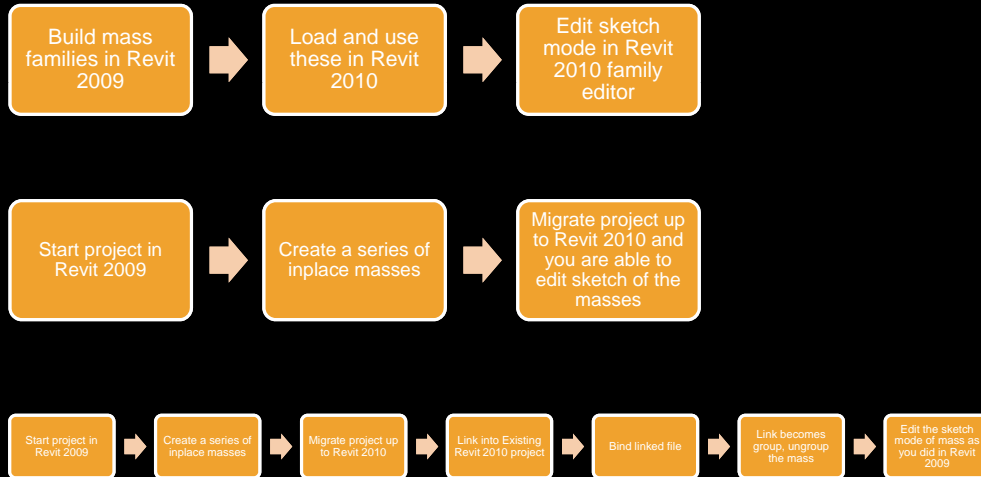 Build mass
families in Revit
2009
Load and use
these in Revit
2010
Edit sketch
mode in Revit
2010 family
editor
Start project in
Revit 2009
Create a series of
inplace masses
Migrate project up
to Revit 2010 and
you are able to
edit sketch of the
masses
Start project in
Revit 2009
Create a series of
inplace masses
Migrate project up
to Revit 2010
Link into Existing
Revit 2010 project
Bind linked file
Link becomes
group, ungroup
the mass
Edit the sketch
mode of mass as
you did in Revit
2009